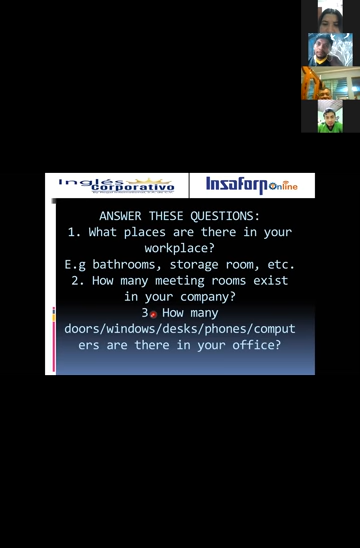 Inglés
Corporativo
Insaforp Online
ANSWER THESE QUESTIONS:
1. What places are there in your
workplace?
E.g bathrooms, storage room, etc.
2. How many meeting rooms exist
in your company?
3. How many
doors/windows/desks/phones/comput
ers are there in your office?